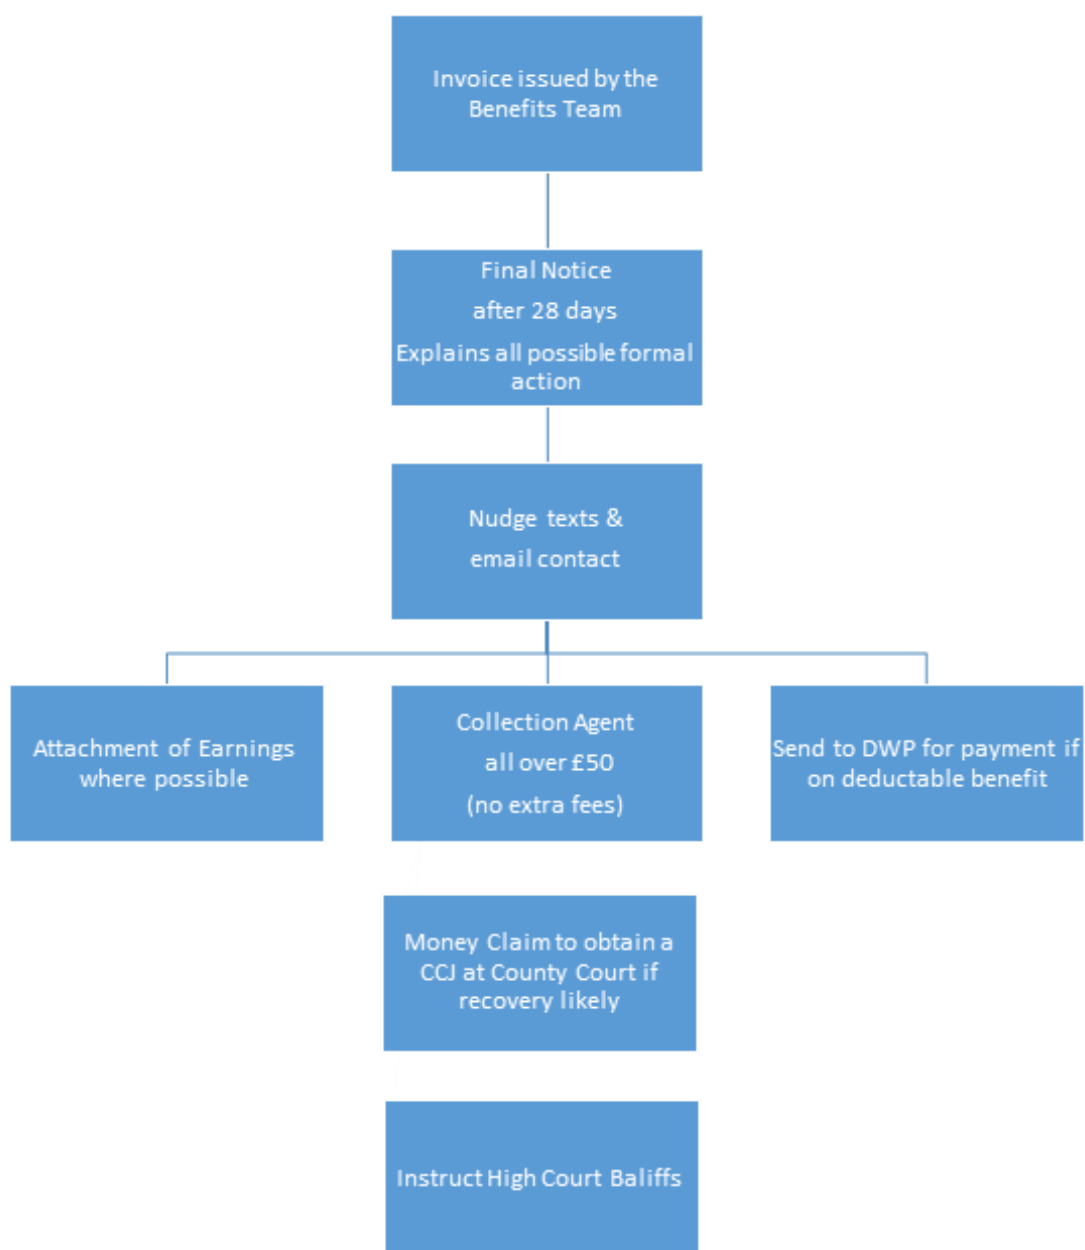 Invoice issued by the
Benefits Team
Final Notice
after 28 days
Explains all possible formal
action
Nudge texts &
email contact
Attachment of Earnings
where possible
Collection Agent
all over £50
(no extra fees)
Send to DWP for payment if
on deductable benefit
Money Claim to obtain a
CCJ at County Court if
recovery likely
Instruct High Court Baliffs